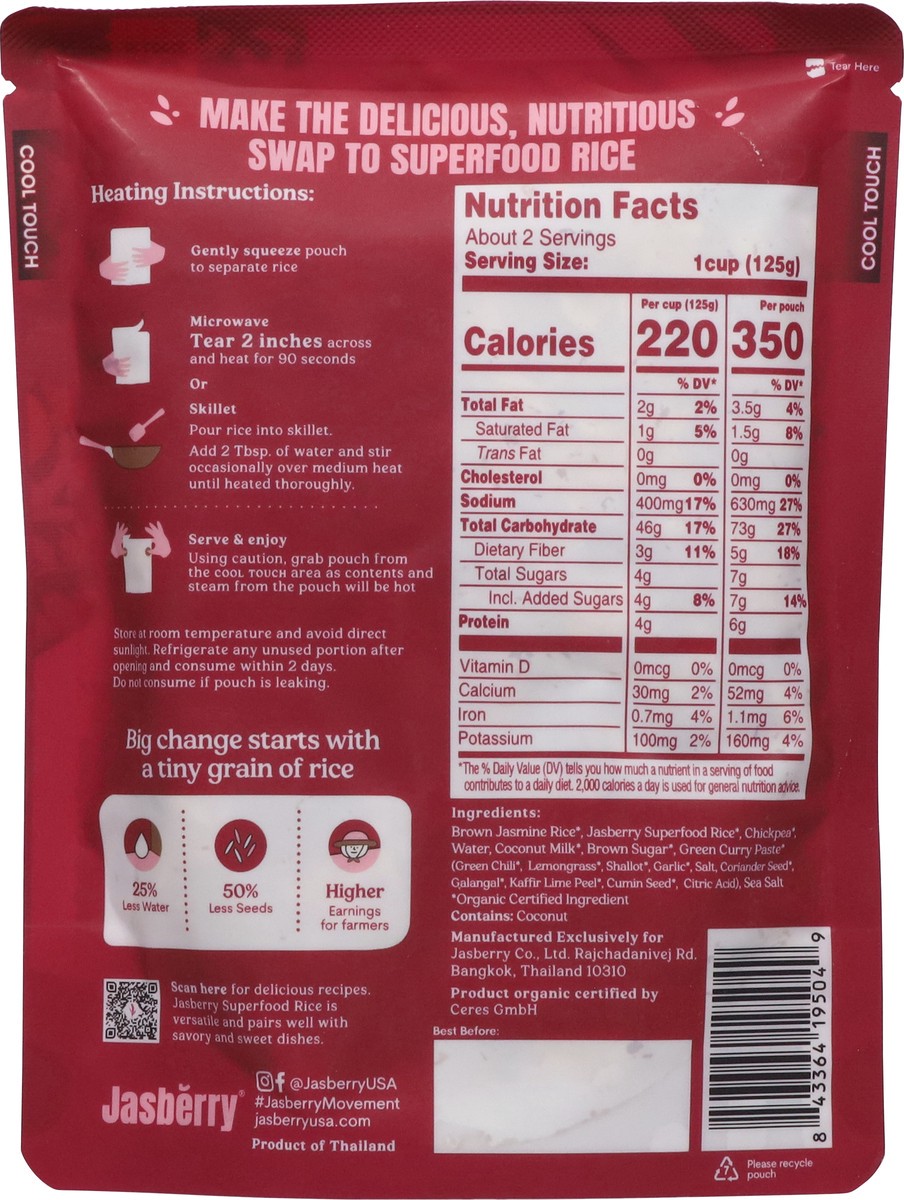 Tear Here
MAKE THE DELICIOUS, NUTRITIOUS
SWAP TO SUPERFOOD RICE
COOL TOUCH
COOL TOUCH
Heating Instructions:
Gently squeeze pouch
to separate rice
Microwave
Tear 2 inches across
and heat for 90 seconds
Or
Skillet
Pour rice into skillet.
Add 2 Tbsp. of water and stir
occasionally over medium heat
until heated thoroughly.
Serve & enjoy
Using caution, grab pouch from
the COOL TOUCH area as contents and
steam from the pouch will be hot
Store at room temperature and avoid direct
sunlight. Refrigerate any unused portion after
opening and consume within 2 days.
Do not consume if pouch is leaking.
Big change starts with
a tiny grain of rice
25%
Less Water
50%
Less Seeds
Higher
Earnings
for farmers
Scan here for delicious recipes.
Jasberry Superfood Rice is
versatile and pairs well with
savory and sweet dishes.
Jasbĕrry®
@JasberryUSA
#JasberryMovement
jasberryusa.com
Product of Thailand
Nutrition Facts
About 2 Servings
Serving Size: 1cup (125g)
Per cup (125g) Per pouch
Calories 220 350
% DV* % DV*
Total Fat 2g 2% 3.5g 4%
Saturated Fat 1g 5% 1.5g 8%
Trans Fat 0g 0g
Cholesterol 0mg 0% 0mg 0%
Sodium 400mg 17% 630mg 27%
Total Carbohydrate 46g 17% 73g 27%
Dietary Fiber 3g 11% 5g 18%
Total Sugars 4g 7g
Incl. Added Sugars 4g 8% 7g 14%
Protein 4g 6g
Vitamin D 0mcg 0% 0mcg 0%
Calcium 30mg 2% 52mg 4%
Iron 0.7mg 4% 1.1mg 6%
Potassium 100mg 2% 160mg 4%
*The % Daily Value (DV) tells you how much a nutrient in a serving of food
contributes to a daily diet. 2,000 calories a day is used for general nutrition advice.
Ingredients:
Brown Jasmine Rice*, Jasberry Superfood Rice*, Chickpea*,
Water, Coconut Milk*, Brown Sugar*, Green Curry Paste*
(Green Chili*, Lemongrass*, Shallot*, Garlic*, Salt, Coriander Seed*,
Galangal*, Kaffir Lime Peel*, Cumin Seed*, Citric Acid), Sea Salt
*Organic Certified Ingredient
Contains: Coconut
Manufactured Exclusively for
Jasberry Co., Ltd. Rajchadanivej Rd.
Bangkok, Thailand 10310
Product organic certified by
Ceres GmbH
Best Before:
8 43364 19504 9
7
Please recycle
pouch